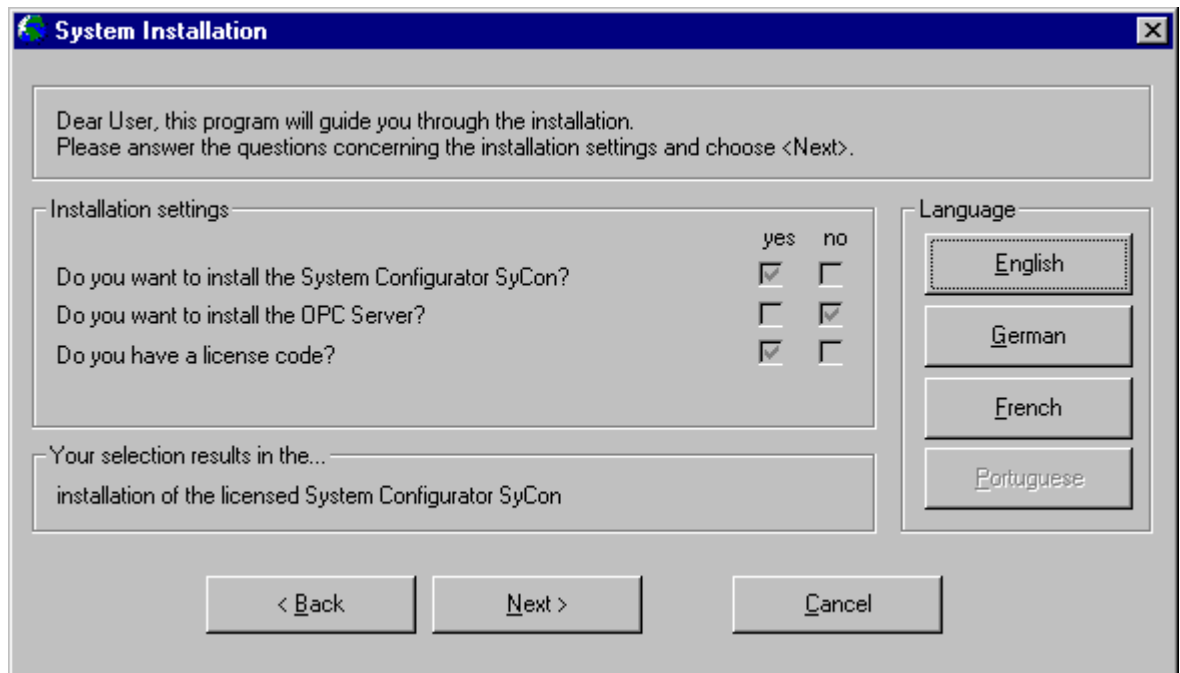 System Installation
Dear User, this program will guide you through the installation.
Please answer the questions concerning the installation settings and choose <Next>.
Installation settings
yes no
Do you want to install the System Configurator SyCon?
Do you want to install the OPC Server?
Do you have a license code?
Your selection results in the...
installation of the licensed System Configurator SyCon
Language
English
German
French
Portuguese
< Back
Next >
Cancel